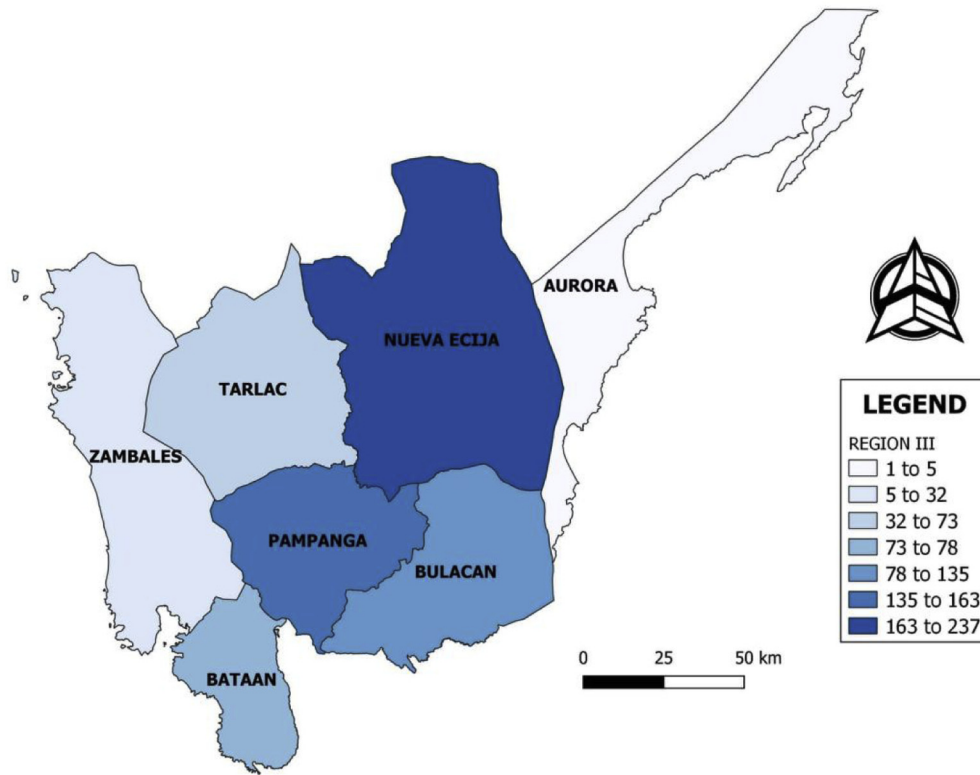 AURORA
NUEVA ECIJA
TARLAC
ZAMBALES
PAMPANGA
BULACAN
BATAAN
LEGEND
REGION III
1 to 5
5 to 32
32 to 73
73 to 78
78 to 135
135 to 163
163 to 237
0 25 50 km